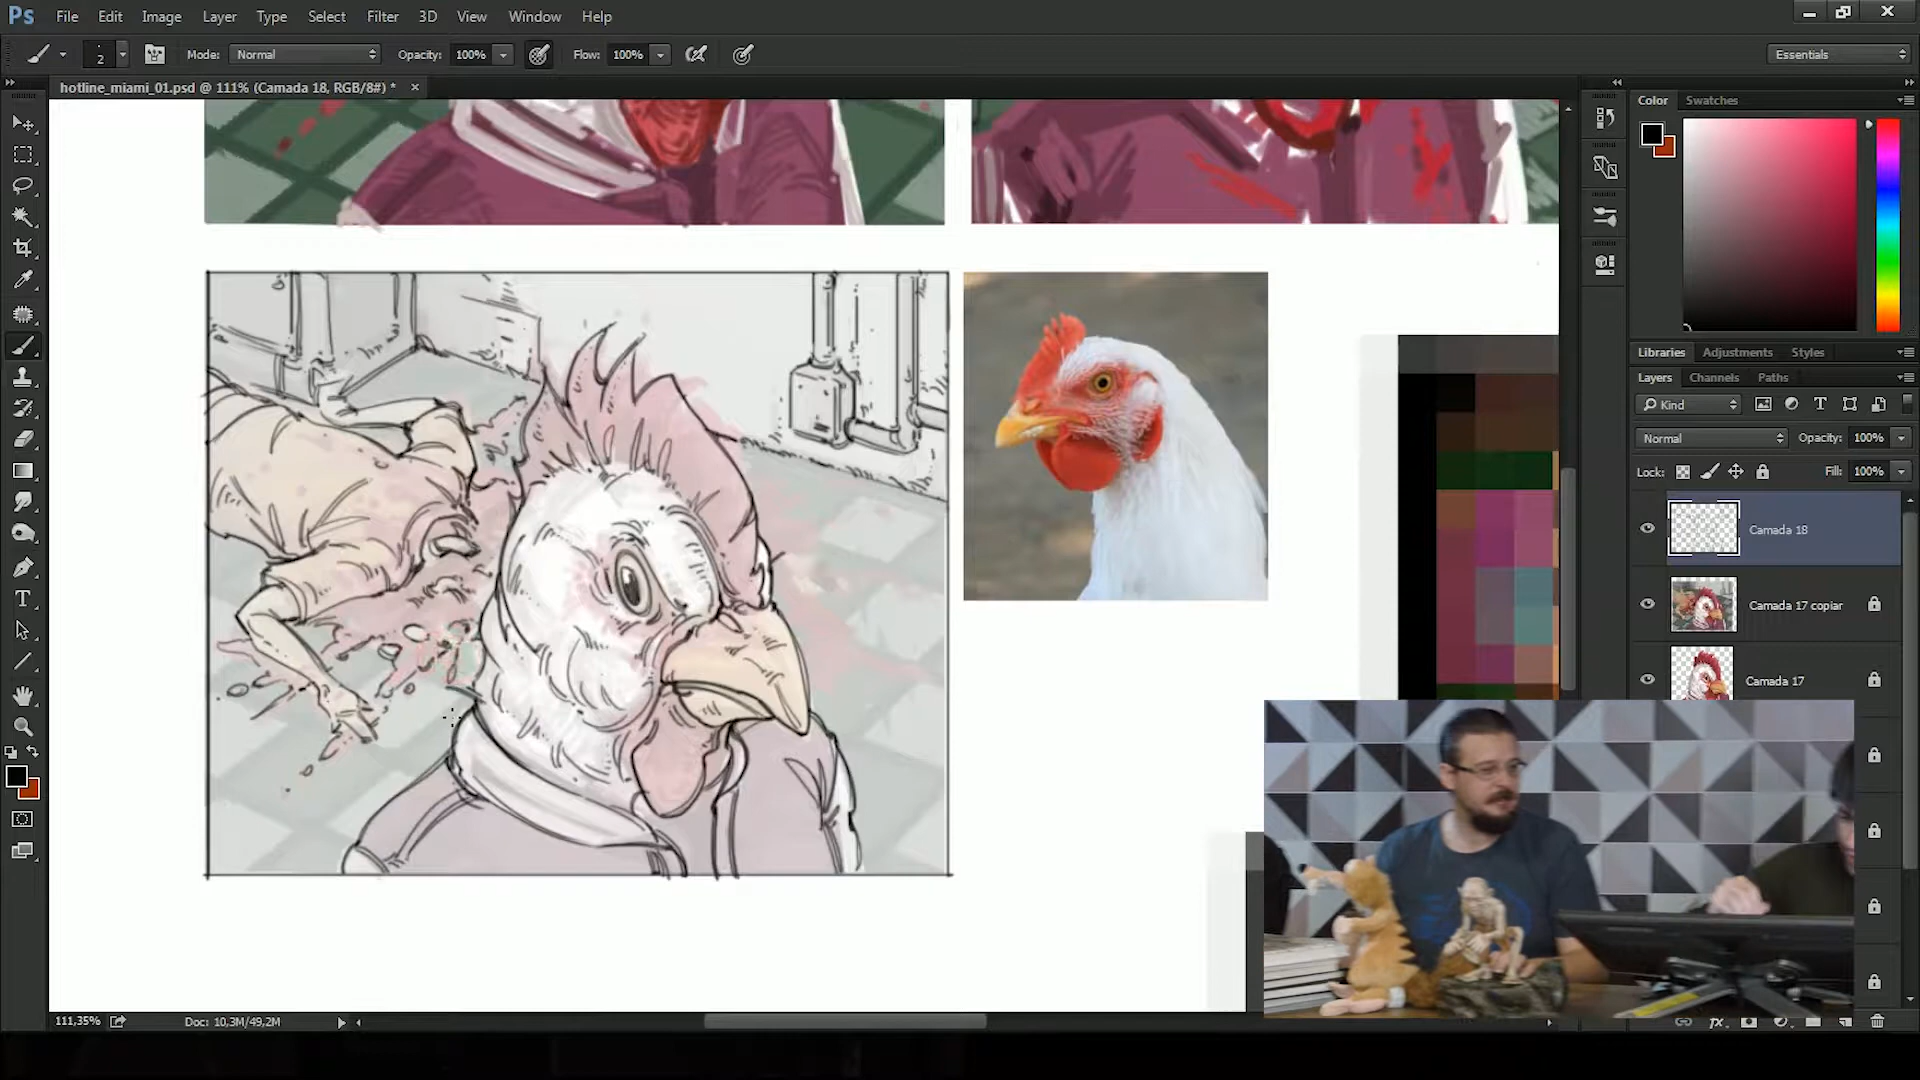 Ps File Edit Image Layer Type Select Filter 3D View Window Help
2 Mode: Normal Opacity: 100% Flow: 100% Essentials
hotline_miami_01.psd @ 111% (Camada 18, RGB/8#) *
Color Swatches
Libraries Adjustments Styles
Layers Channels Paths
Kind
Normal Opacity: 100%
Lock: Fill: 100%
Camada 18
Camada 17 copiar
Camada 17
111,35% Doc: 10,3M/49,2M